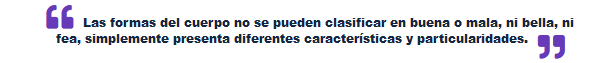 ❝ Las formas del cuerpo no se pueden clasificar en buena o mala, ni bella, ni
fea, simplemente presenta diferentes características y particularidades. ❞